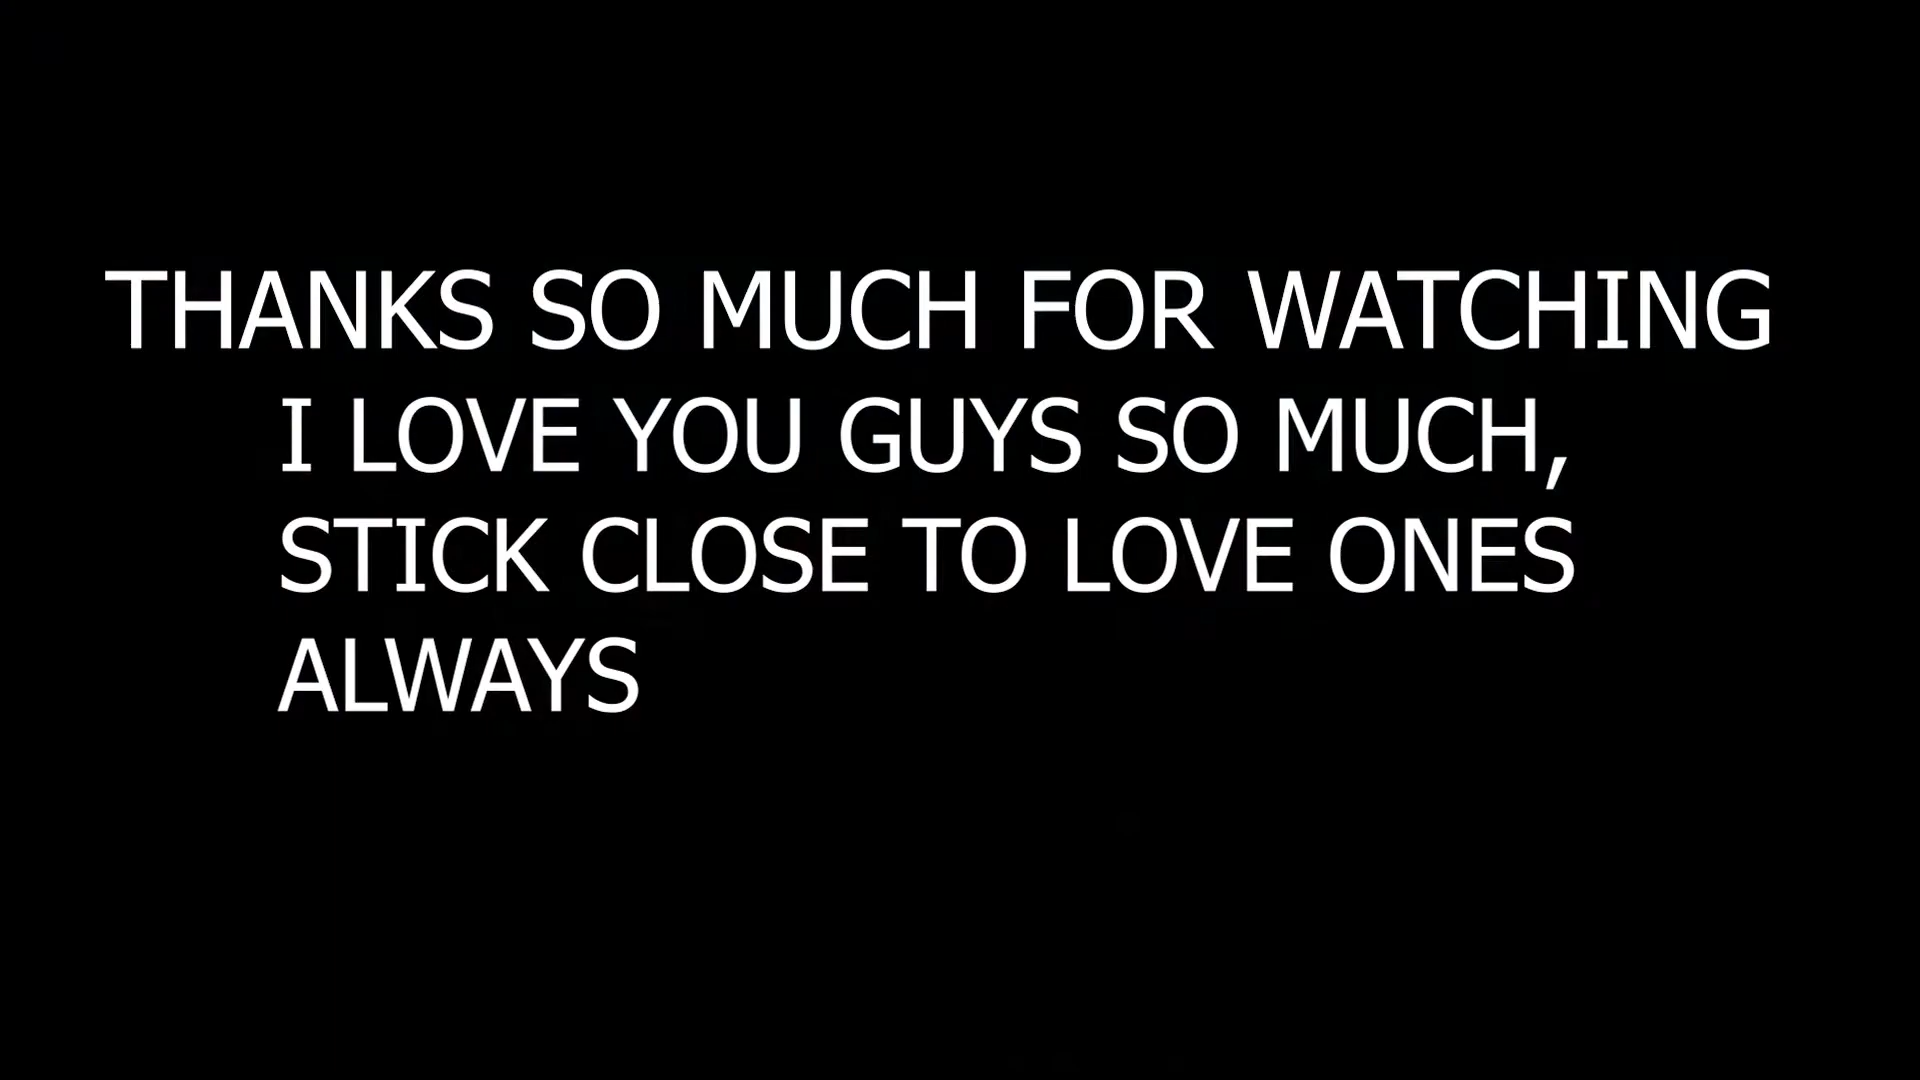 THANKS SO MUCH FOR WATCHING
I LOVE YOU GUYS SO MUCH,
STICK CLOSE TO LOVE ONES
ALWAYS